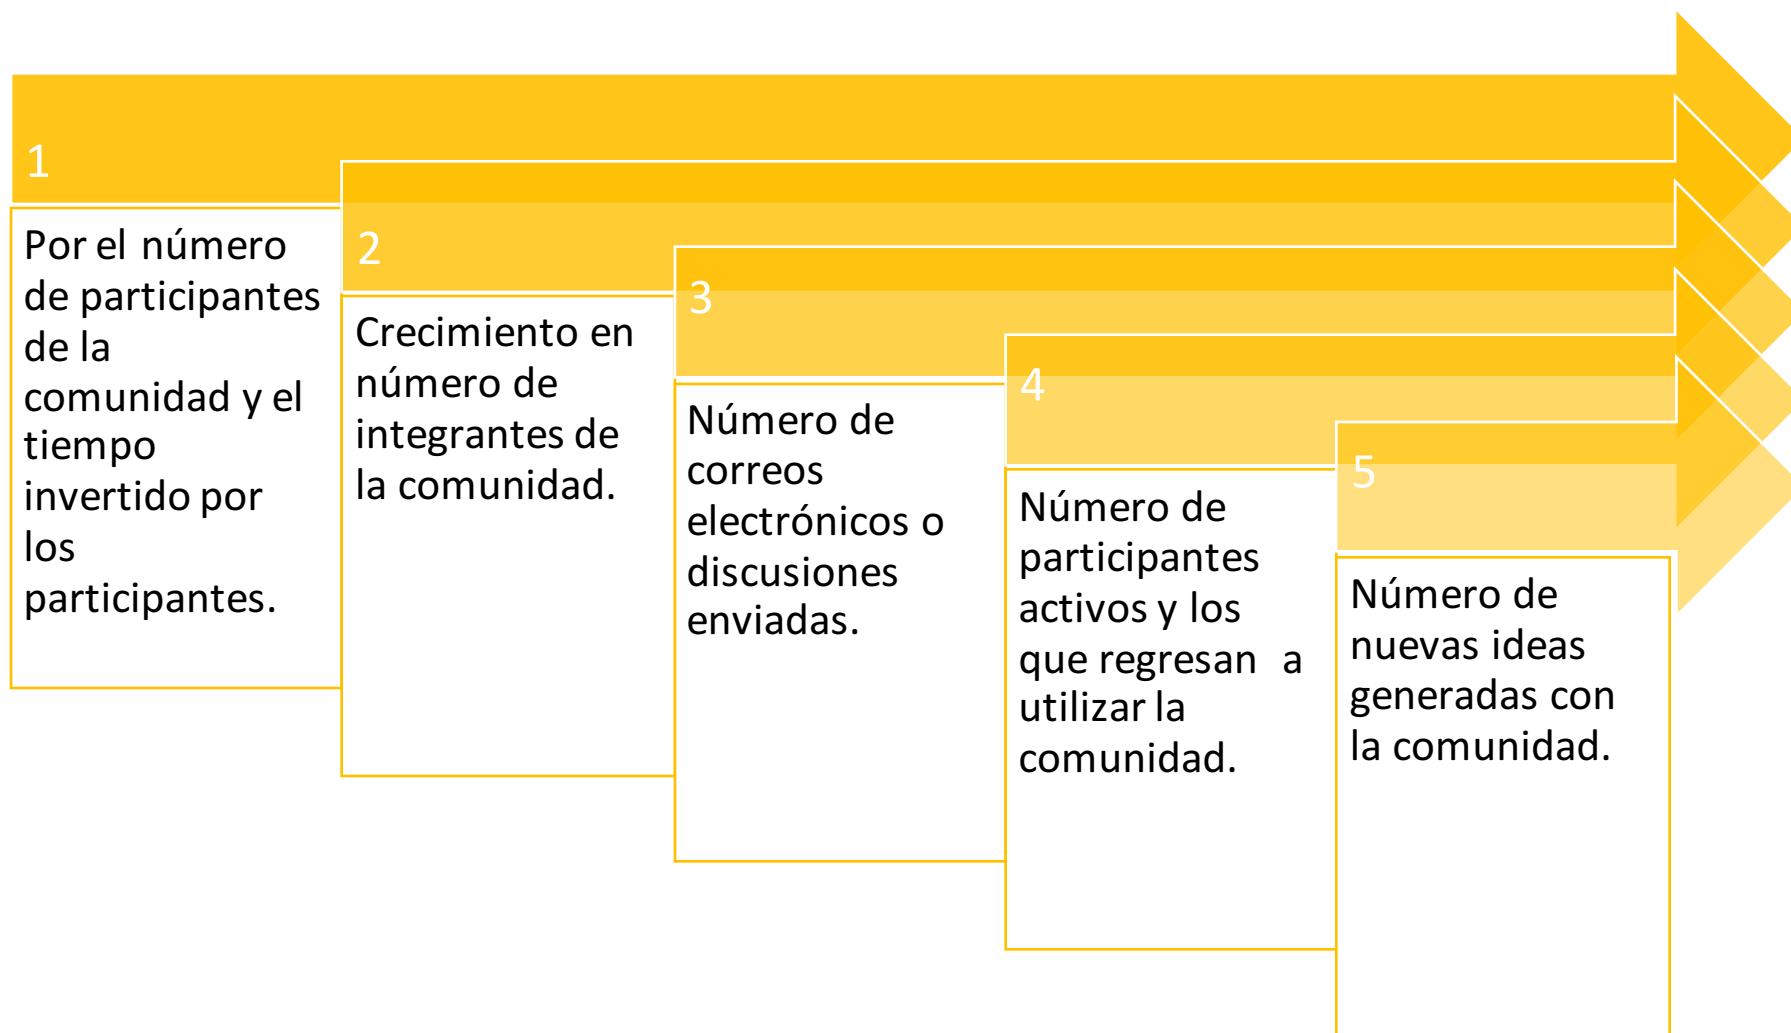 1
Por el número
de participantes
de la
comunidad y el
tiempo
invertido por
los
participantes.
2
Crecimiento en
número de
integrantes de
la comunidad.
3
Número de
correos
electrónicos o
discusiones
enviadas.
4
Número de
participantes
activos y los
que regresan a
utilizar la
comunidad.
5
Número de
nuevas ideas
generadas con
la comunidad.